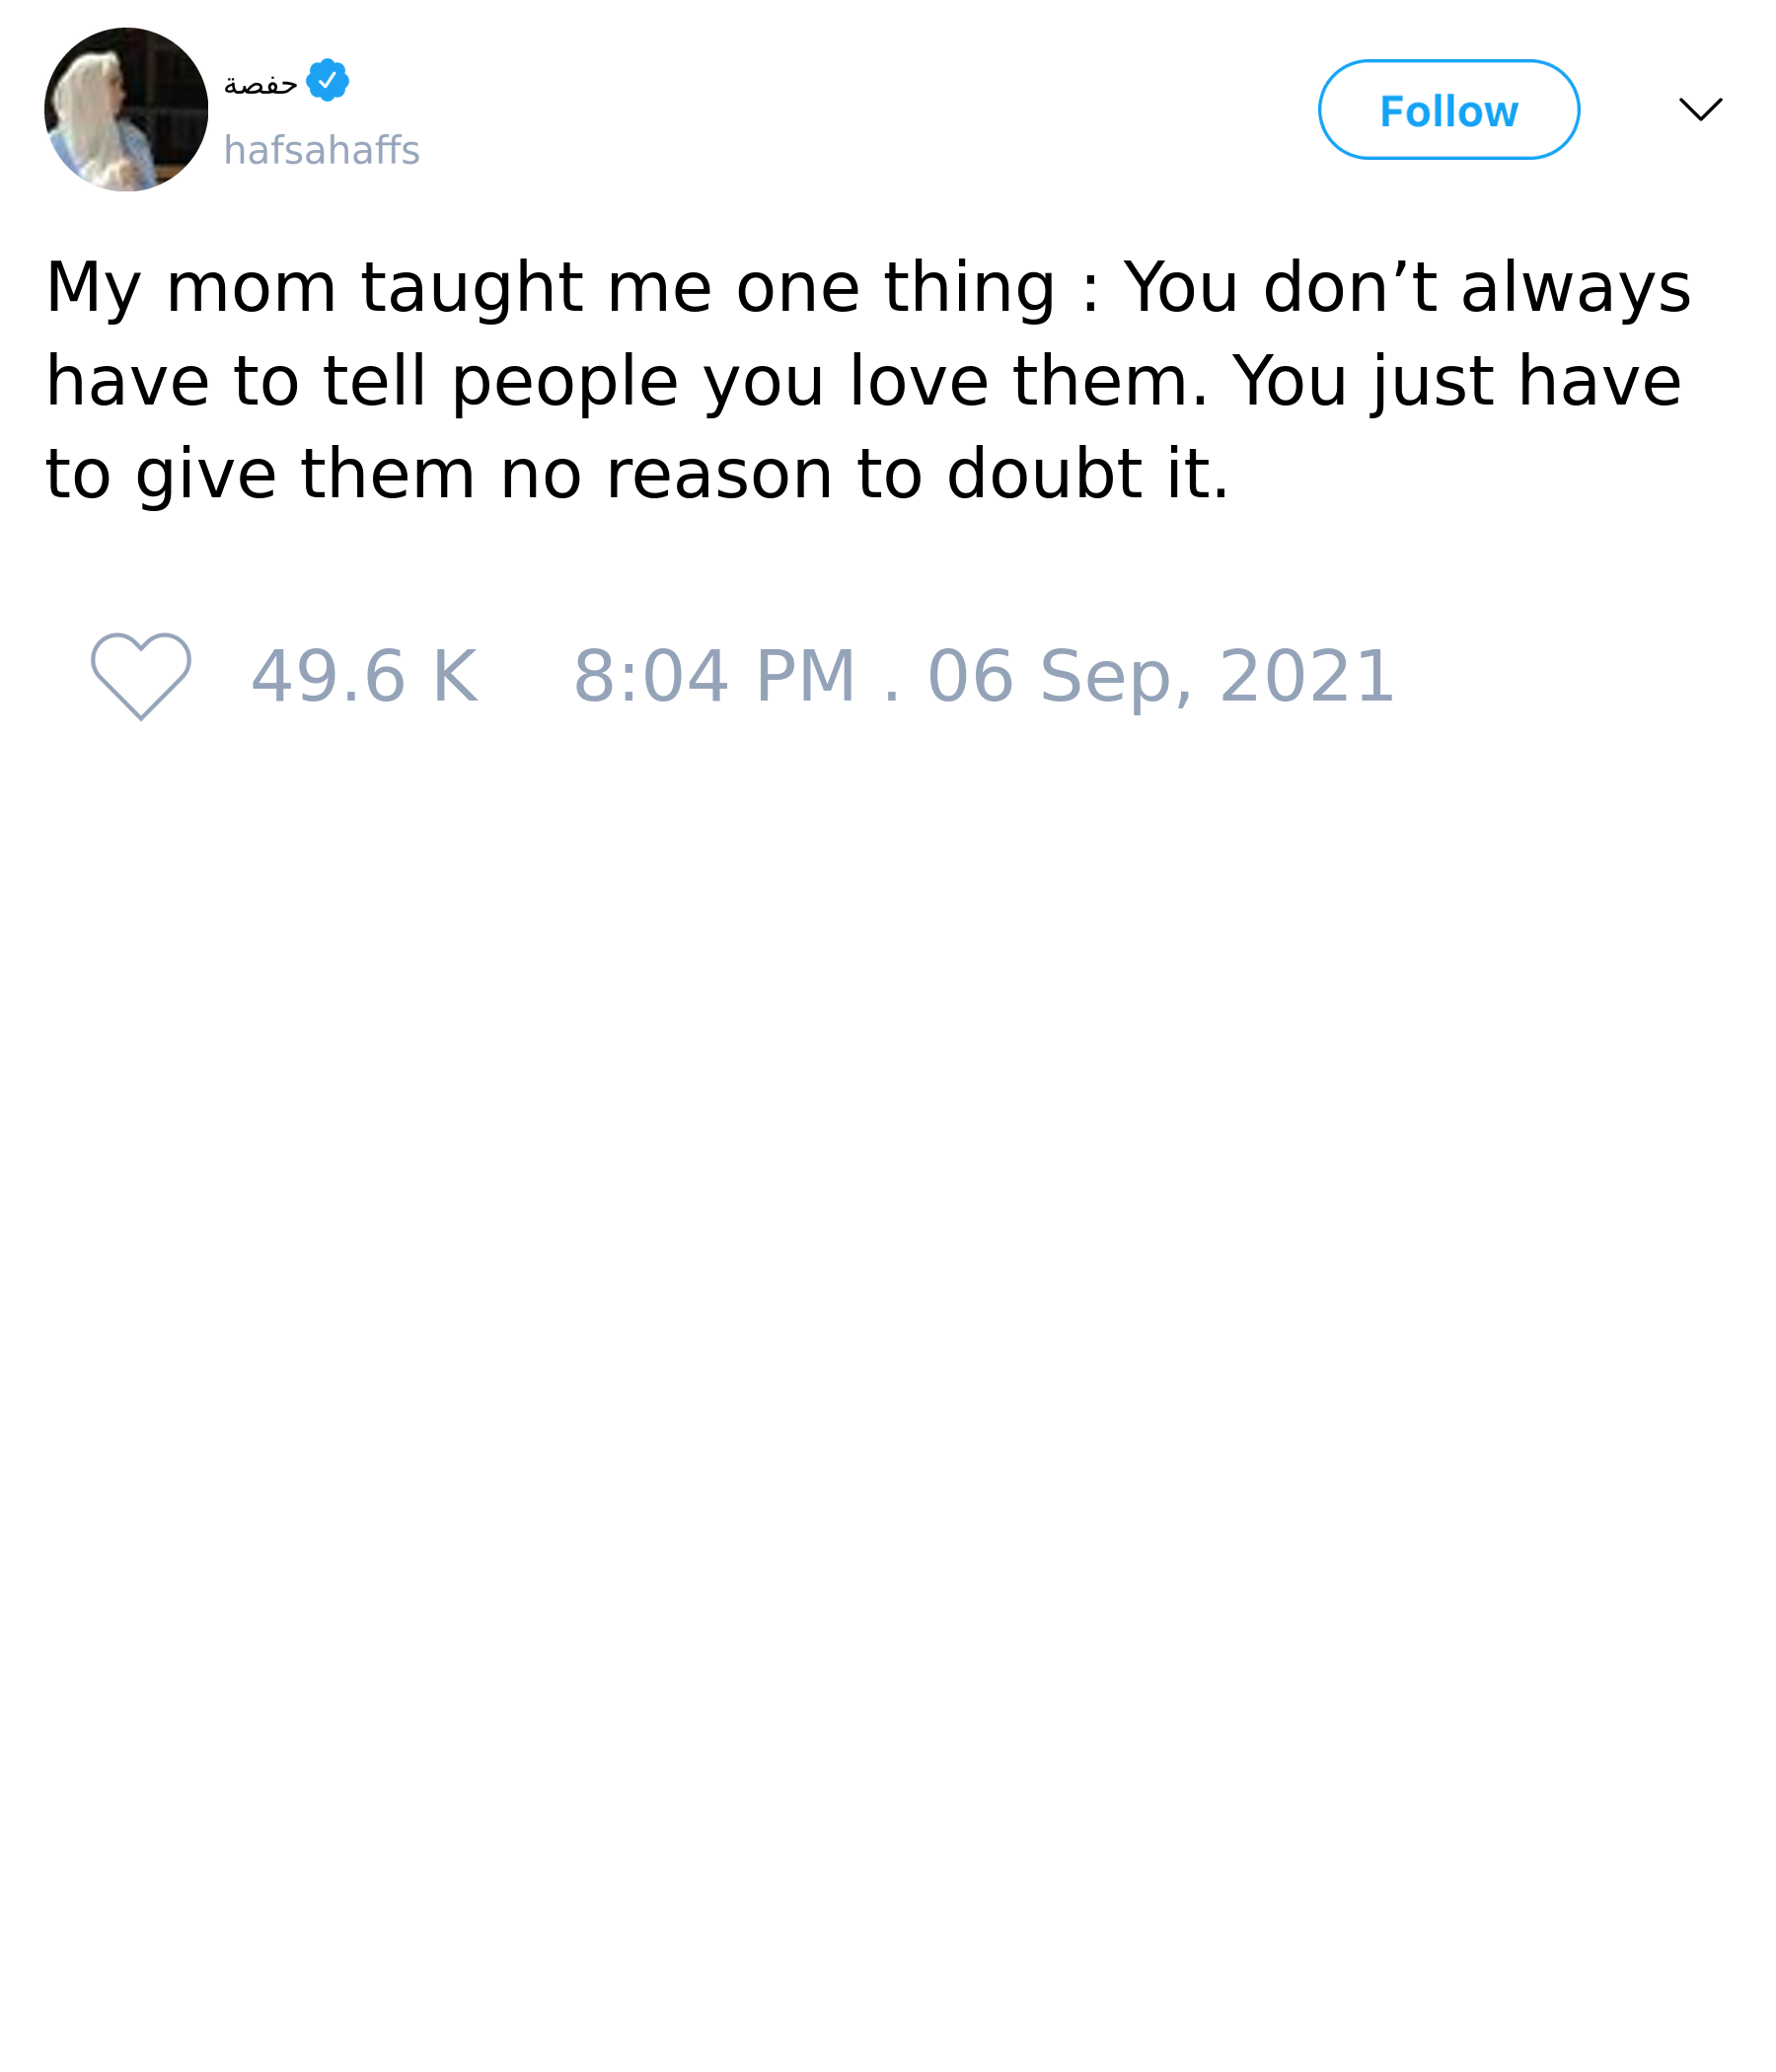 حفصة
hafsahaffs
Follow
My mom taught me one thing : You don’t always
have to tell people you love them. You just have
to give them no reason to doubt it.
49.6 K 8:04 PM . 06 Sep, 2021